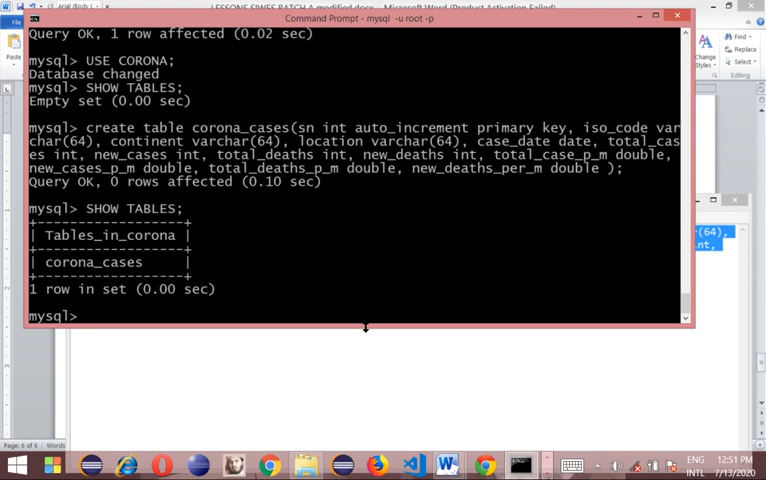 LESSONS SIWES BATCH A modified.docx - Microsoft Word (Product Activation Failed)
Command Prompt - mysql -u root -p
Query OK, 1 row affected (0.02 sec)
mysql> USE CORONA;
Database changed
mysql> SHOW TABLES;
Empty set (0.00 sec)
mysql> create table corona_cases(sn int auto_increment primary key, iso_code var
char(64), continent varchar(64), location varchar(64), case_date date, total_cas
es int, new_cases int, total_deaths int, new_deaths int, total_case_p_m double,
new_cases_p_m double, total_deaths_p_m double, new_deaths_per_m double );
Query OK, 0 rows affected (0.10 sec)
mysql> SHOW TABLES;
+------------------+
| Tables_in_corona |
+------------------+
| corona_cases     |
+------------------+
1 row in set (0.00 sec)
mysql>
File
Paste
Change
Styles
Find
Replace
Select
Editing
r(64),
int,
Page: 6 of 6
Words
ENG
INTL
12:51 PM
7/13/2020